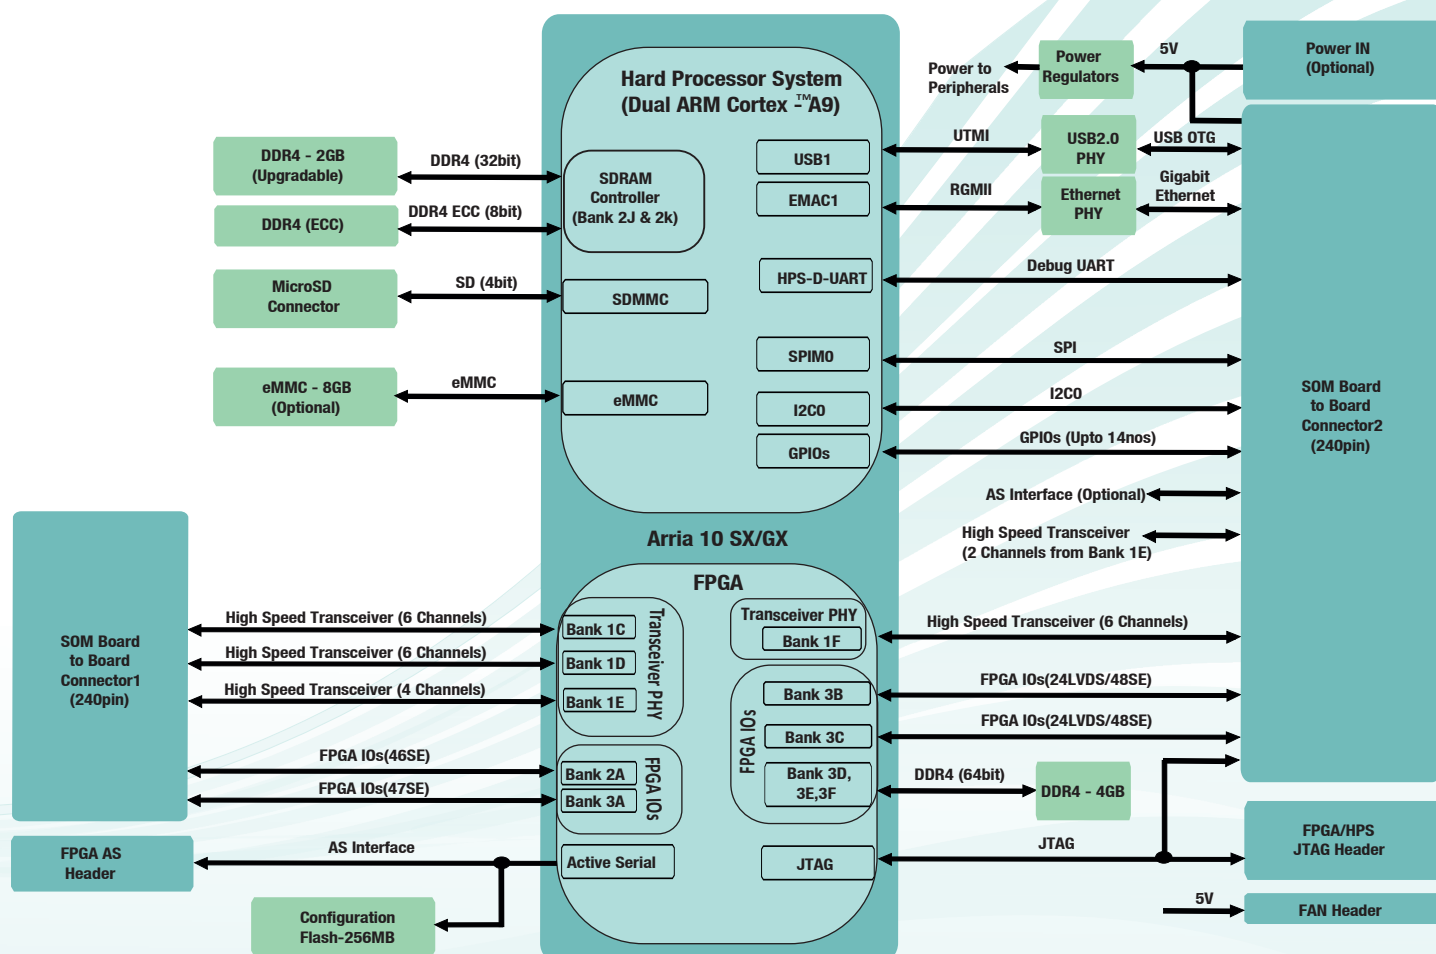 Hard Processor System
(Dual ARM Cortex -™A9)
DDR4 - 2GB
(Upgradable)
DDR4 (32bit)
DDR4 (ECC)
DDR4 ECC (8bit)
SDRAM
Controller
(Bank 2J & 2k)
MicroSD
Connector
SD (4bit)
SDMMC
eMMC - 8GB
(Optional)
eMMC
eMMC
USB1
EMAC1
HPS-D-UART
SPIM0
I2C0
GPIOs
Power to
Peripherals
Power
Regulators
5V
Power IN
(Optional)
UTMI
USB2.0
PHY
USB OTG
RGMII
Ethernet
PHY
Gigabit
Ethernet
Debug UART
SPI
I2C0
GPIOs (Upto 14nos)
AS Interface (Optional)
High Speed Transceiver
(2 Channels from Bank 1E)
SOM Board
to Board
Connector2
(240pin)
Arria 10 SX/GX
FPGA
SOM Board
to Board
Connector1
(240pin)
High Speed Transceiver (6 Channels)
High Speed Transceiver (6 Channels)
High Speed Transceiver (4 Channels)
FPGA IOs(46SE)
FPGA IOs(47SE)
Bank 1C
Bank 1D
Bank 1E
Transceiver PHY
Bank 2A
Bank 3A
FPGA IOs
Active Serial
AS Interface
FPGA AS
Header
Configuration
Flash-256MB
Transceiver PHY
Bank 1F
High Speed Transceiver (6 Channels)
FPGA IOs
Bank 3B
Bank 3C
Bank 3D,
3E,3F
FPGA IOs(24LVDS/48SE)
FPGA IOs(24LVDS/48SE)
DDR4 (64bit)
DDR4 - 4GB
JTAG
JTAG
FPGA/HPS
JTAG Header
5V
FAN Header